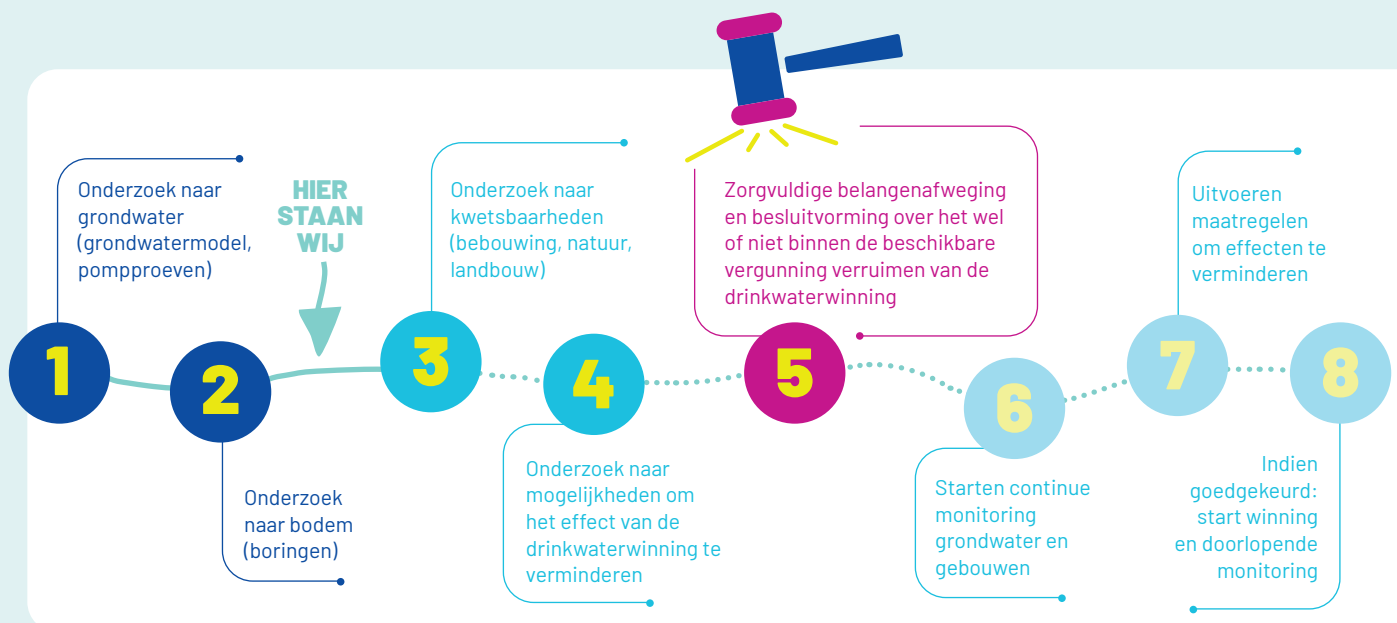 1
Onderzoek naar
grondwater
(grondwatermodel,
pompproeven)
2
Onderzoek
naar bodem
(boringen)
HIER
STAAN
WIJ
3
Onderzoek naar
kwetsbaarheden
(bebouwing, natuur,
landbouw)
4
Onderzoek naar
mogelijkheden om
het effect van de
drinkwaterwinning te
verminderen
5
Zorgvuldige belangenafweging
en besluitvorming over het wel
of niet binnen de beschikbare
vergunning verruimen van de
drinkwaterwinning
6
Starten continue
monitoring
grondwater en
gebouwen
7
Uitvoeren
maatregelen
om effecten te
verminderen
8
Indien
goedgekeurd:
start winning
en doorlopende
monitoring